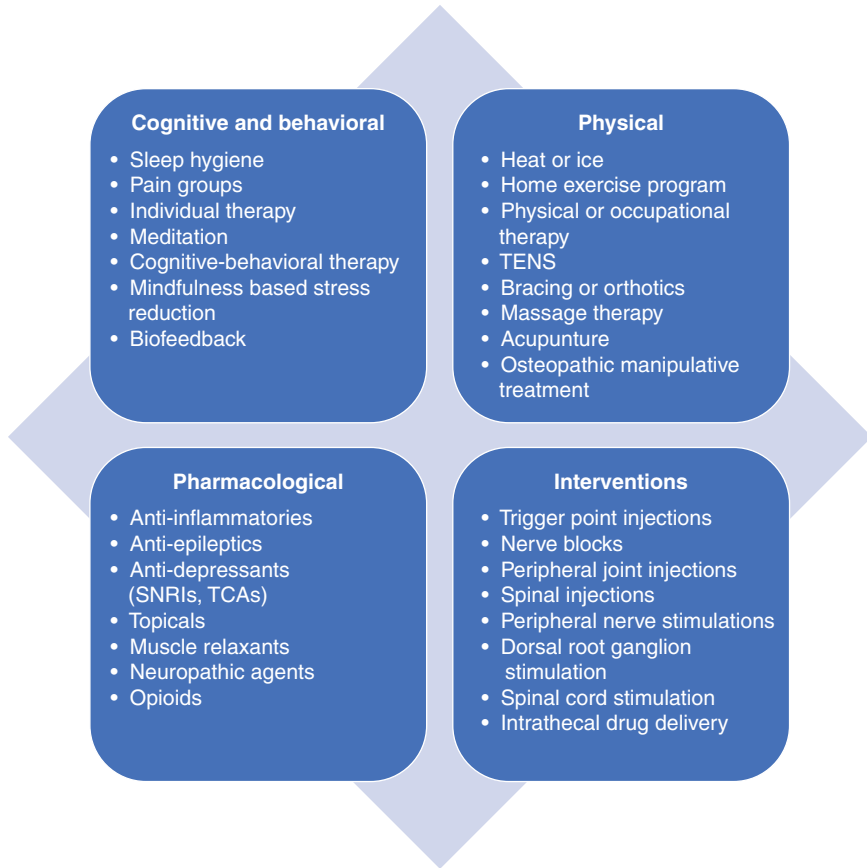 Cognitive and behavioral
• Sleep hygiene
• Pain groups
• Individual therapy
• Meditation
• Cognitive-behavioral therapy
• Mindfulness based stress
reduction
• Biofeedback
Physical
• Heat or ice
• Home exercise program
• Physical or occupational
therapy
• TENS
• Bracing or orthotics
• Massage therapy
• Acupunture
• Osteopathic manipulative
treatment
Pharmacological
• Anti-inflammatories
• Anti-epileptics
• Anti-depressants
(SNRIs, TCAs)
• Topicals
• Muscle relaxants
• Neuropathic agents
• Opioids
Interventions
• Trigger point injections
• Nerve blocks
• Peripheral joint injections
• Spinal injections
• Peripheral nerve stimulations
• Dorsal root ganglion
stimulation
• Spinal cord stimulation
• Intrathecal drug delivery